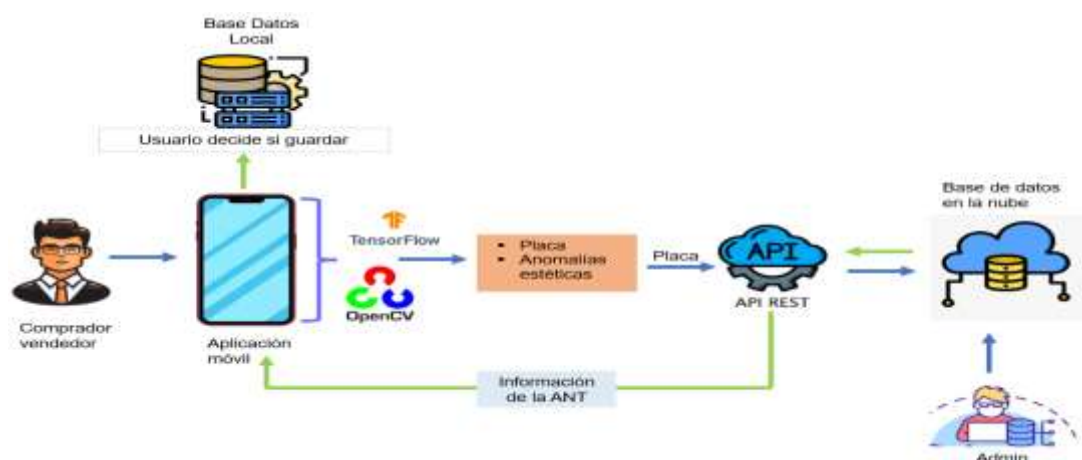 Base Datos
Local
Usuario decide si guardar
Base de datos
en la nube
TensorFlow
▪ Placa
▪ Anomalías
estéticas
Placa
API
API REST
OpenCV
Comprador
vendedor
Aplicación
móvil
Información
de la ANT
Admin